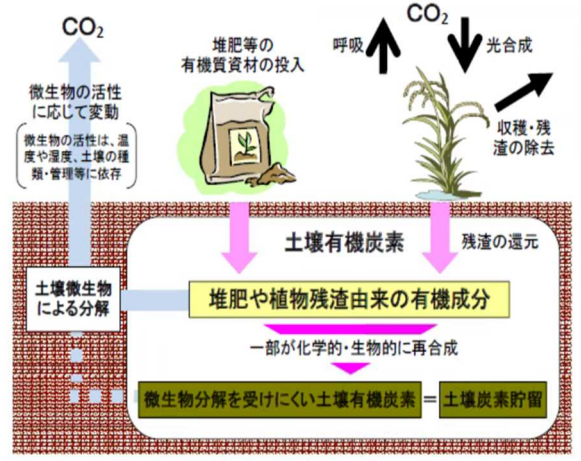 CO2
CO2
呼吸
光合成
堆肥等の
有機質資材の投入
微生物の活性
に応じて変動
微生物の活性は、温
度や湿度、土壌の種
類・管理等に依存
収穫・残
渣の除去
土壌有機炭素
残渣の還元
土壌微生物
による分解
堆肥や植物残渣由来の有機成分
一部が化学的・生物的に再合成
微生物分解を受けにくい土壌有機炭素 = 土壌炭素貯留